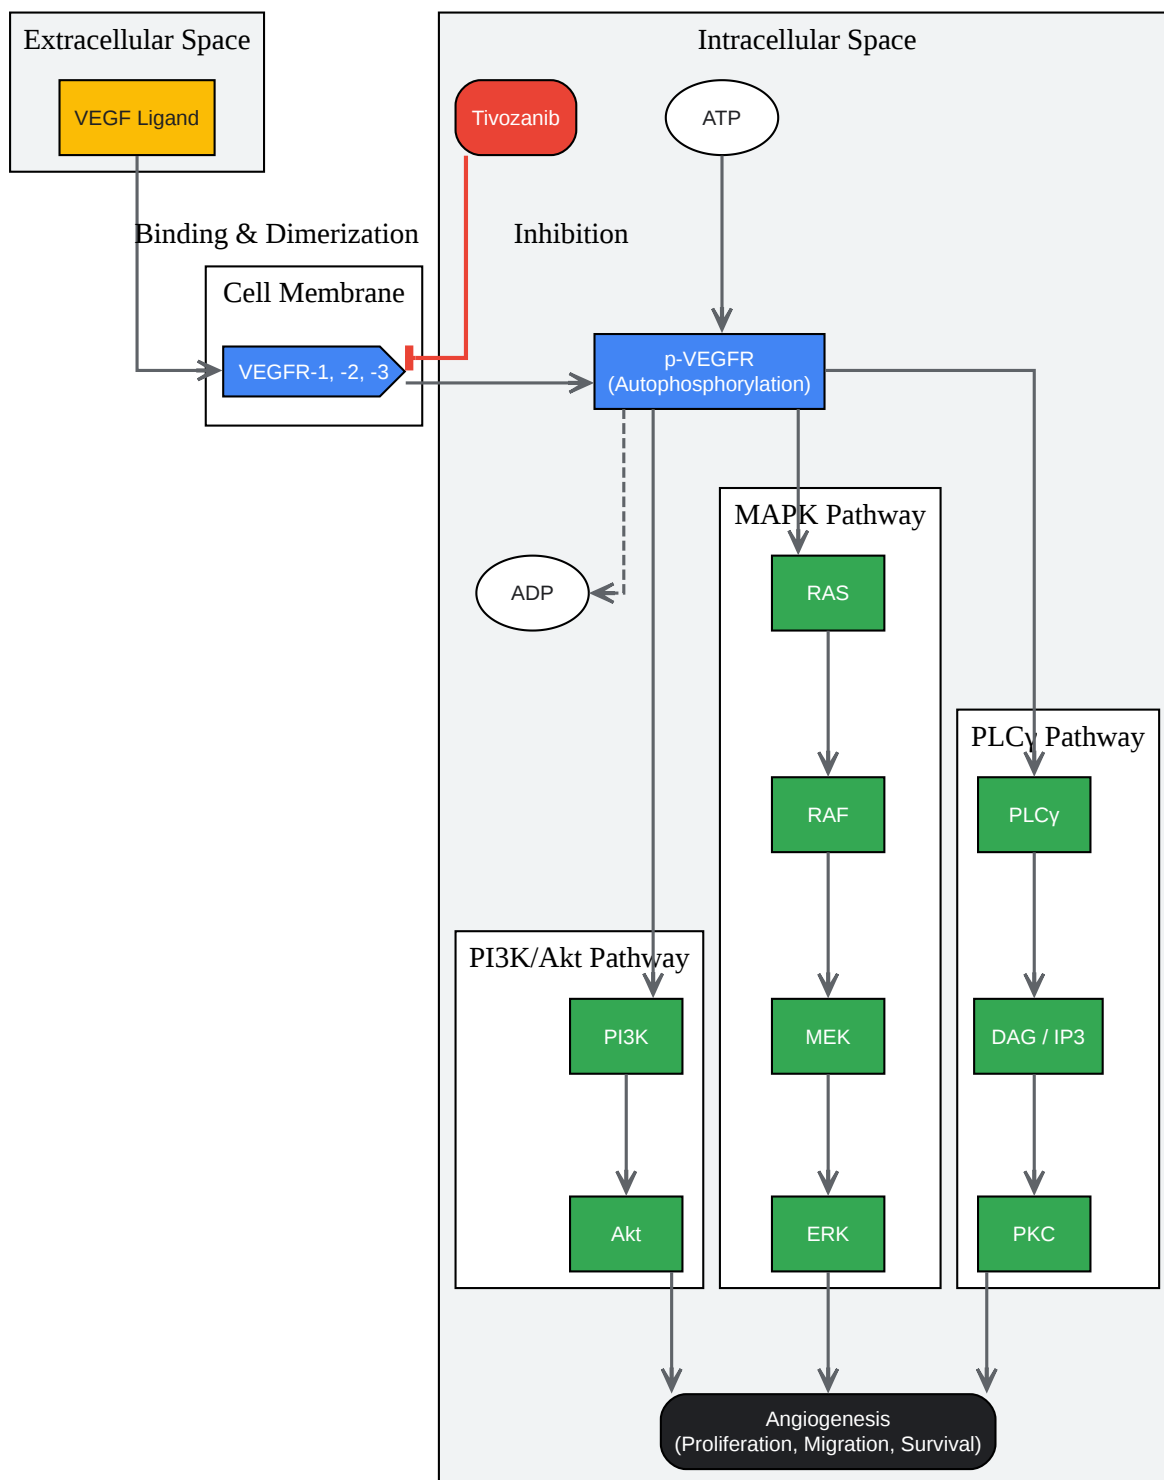 Extracellular Space
Intracellular Space
VEGF Ligand
Tivozanib
ATP
Binding & Dimerization
Inhibition
Cell Membrane
VEGFR-1, -2, -3
p-VEGFR
(Autophosphorylation)
MAPK Pathway
ADP
RAS
PLCγ Pathway
RAF
PLCγ
PI3K/Akt Pathway
PI3K
MEK
DAG / IP3
Akt
ERK
PKC
Angiogenesis
(Proliferation, Migration, Survival)